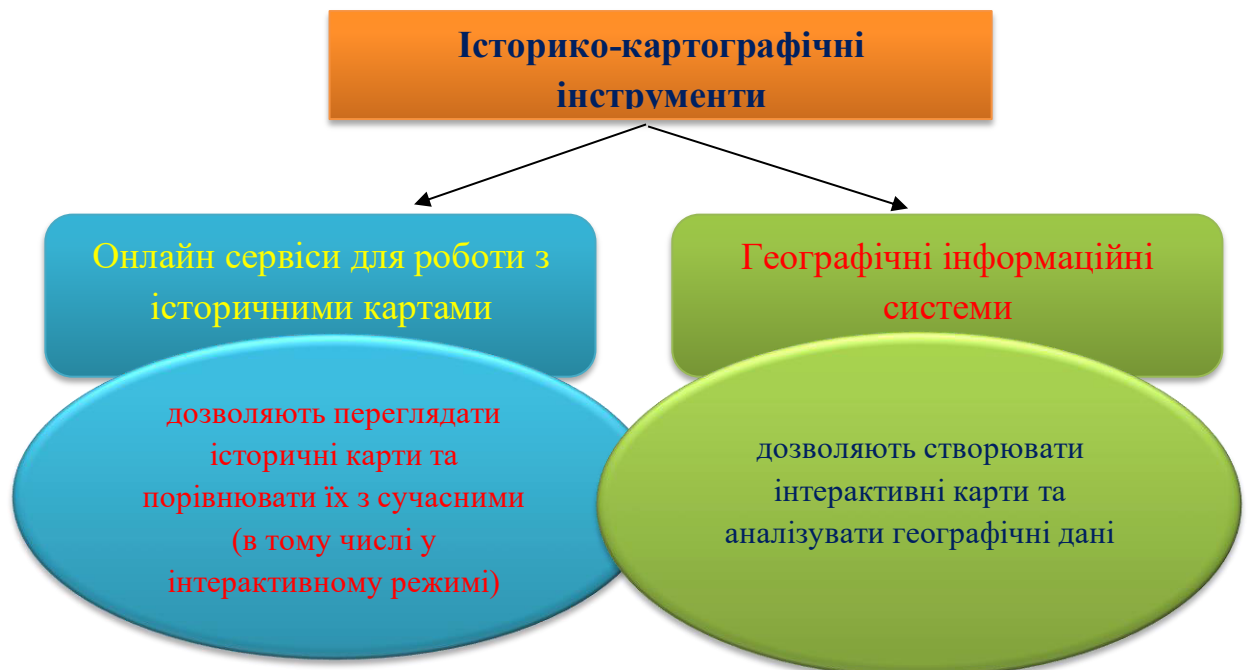 Історико-картографічні
інструменти
Онлайн сервіси для роботи з
історичними картами
Географічні інформаційні
системи
дозволяють переглядати
історичні карти та
порівнювати їх з сучасними
(в тому числі у
інтерактивному режимі)
дозволяють створювати
інтерактивні карти та
аналізувати географічні дані